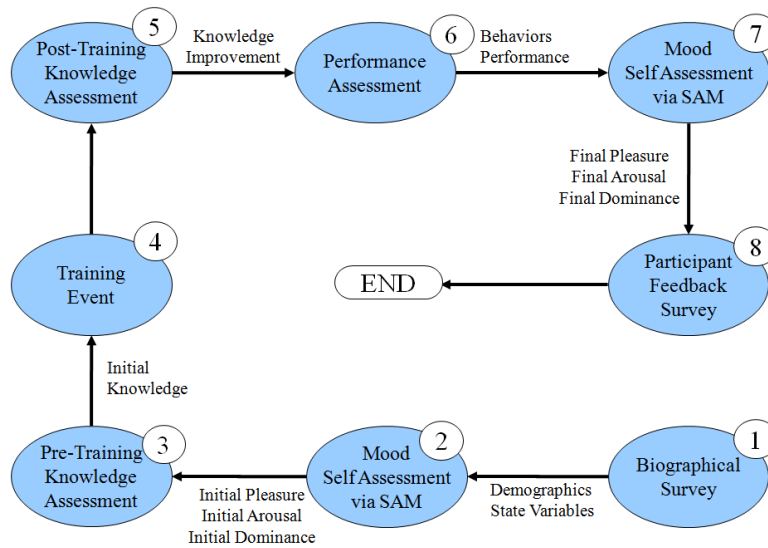 5
Post-Training
Knowledge
Assessment
Knowledge
Improvement
6
Performance
Assessment
Behaviors
Performance
7
Mood
Self Assessment
via SAM
Final Pleasure
Final Arousal
Final Dominance
4
Training
Event
8
Participant
Feedback
Survey
END
Initial
Knowledge
3
Pre-Training
Knowledge
Assessment
Initial Pleasure
Initial Arousal
Initial Dominance
2
Mood
Self Assessment
via SAM
Demographics
State Variables
1
Biographical
Survey